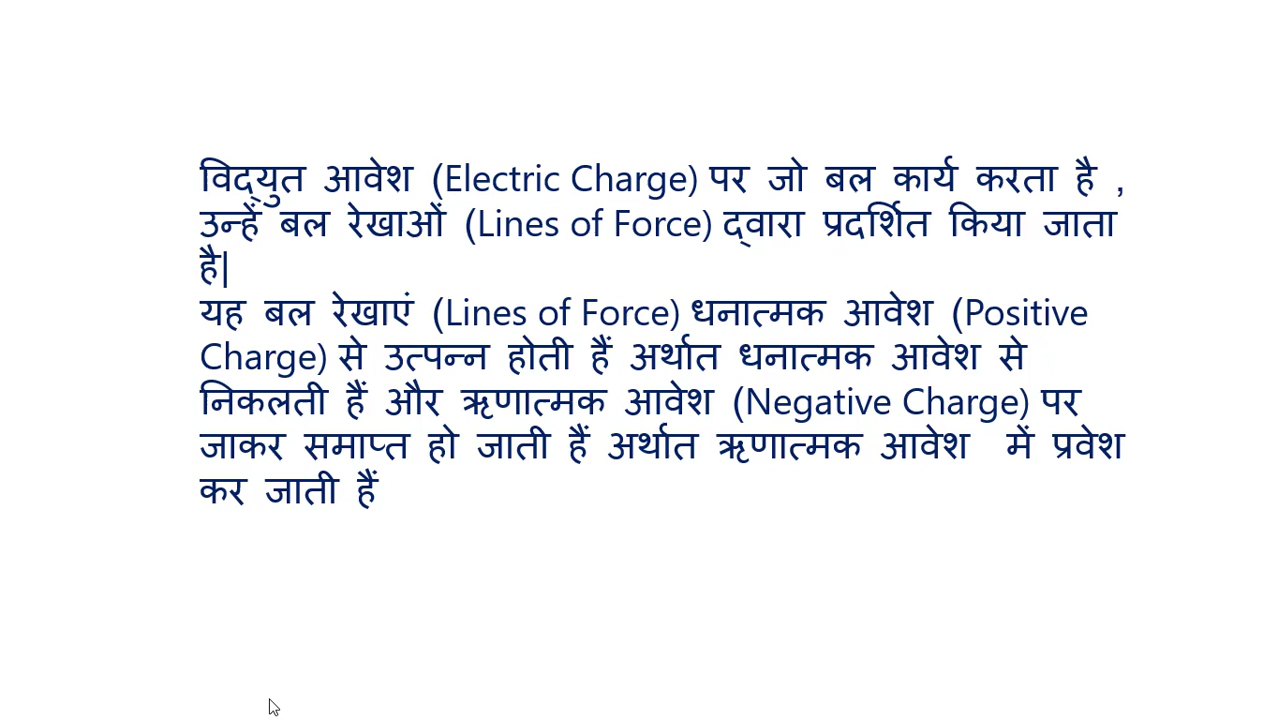 विद्युत आवेश (Electric Charge) पर जो बल कार्य करता है ,
उन्हें बल रेखाओं (Lines of Force) द्वारा प्रदर्शित किया जाता
है|
यह बल रेखाएं (Lines of Force) धनात्मक आवेश (Positive
Charge) से उत्पन्न होती हैं अर्थात धनात्मक आवेश से
निकलती हैं और ऋणात्मक आवेश (Negative Charge) पर
जाकर समाप्त हो जाती हैं अर्थात ऋणात्मक आवेश में प्रवेश
कर जाती हैं